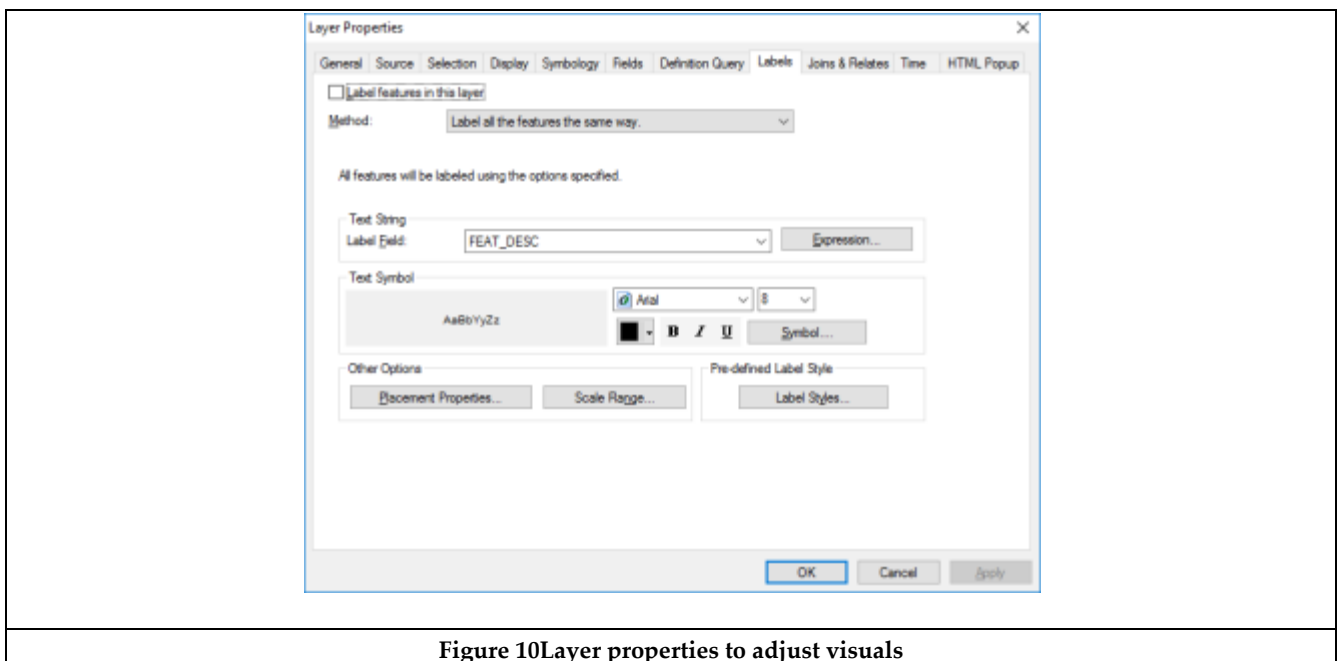 Layer Properties
General Source Selection Display Symbology Fields Definition Query Labels Joins & Relates Time HTML Popup
Label features in this layer
Method: Label all the features the same way.
All features will be labeled using the options specified.
Text String
Label Field: FEAT_DESC Expression...
Text Symbol
AaBbYyZz
Arial 8
B I U Symbol...
Other Options Pre-defined Label Style
Placement Properties... Scale Range... Label Styles...
OK Cancel Apply
Figure 10Layer properties to adjust visuals